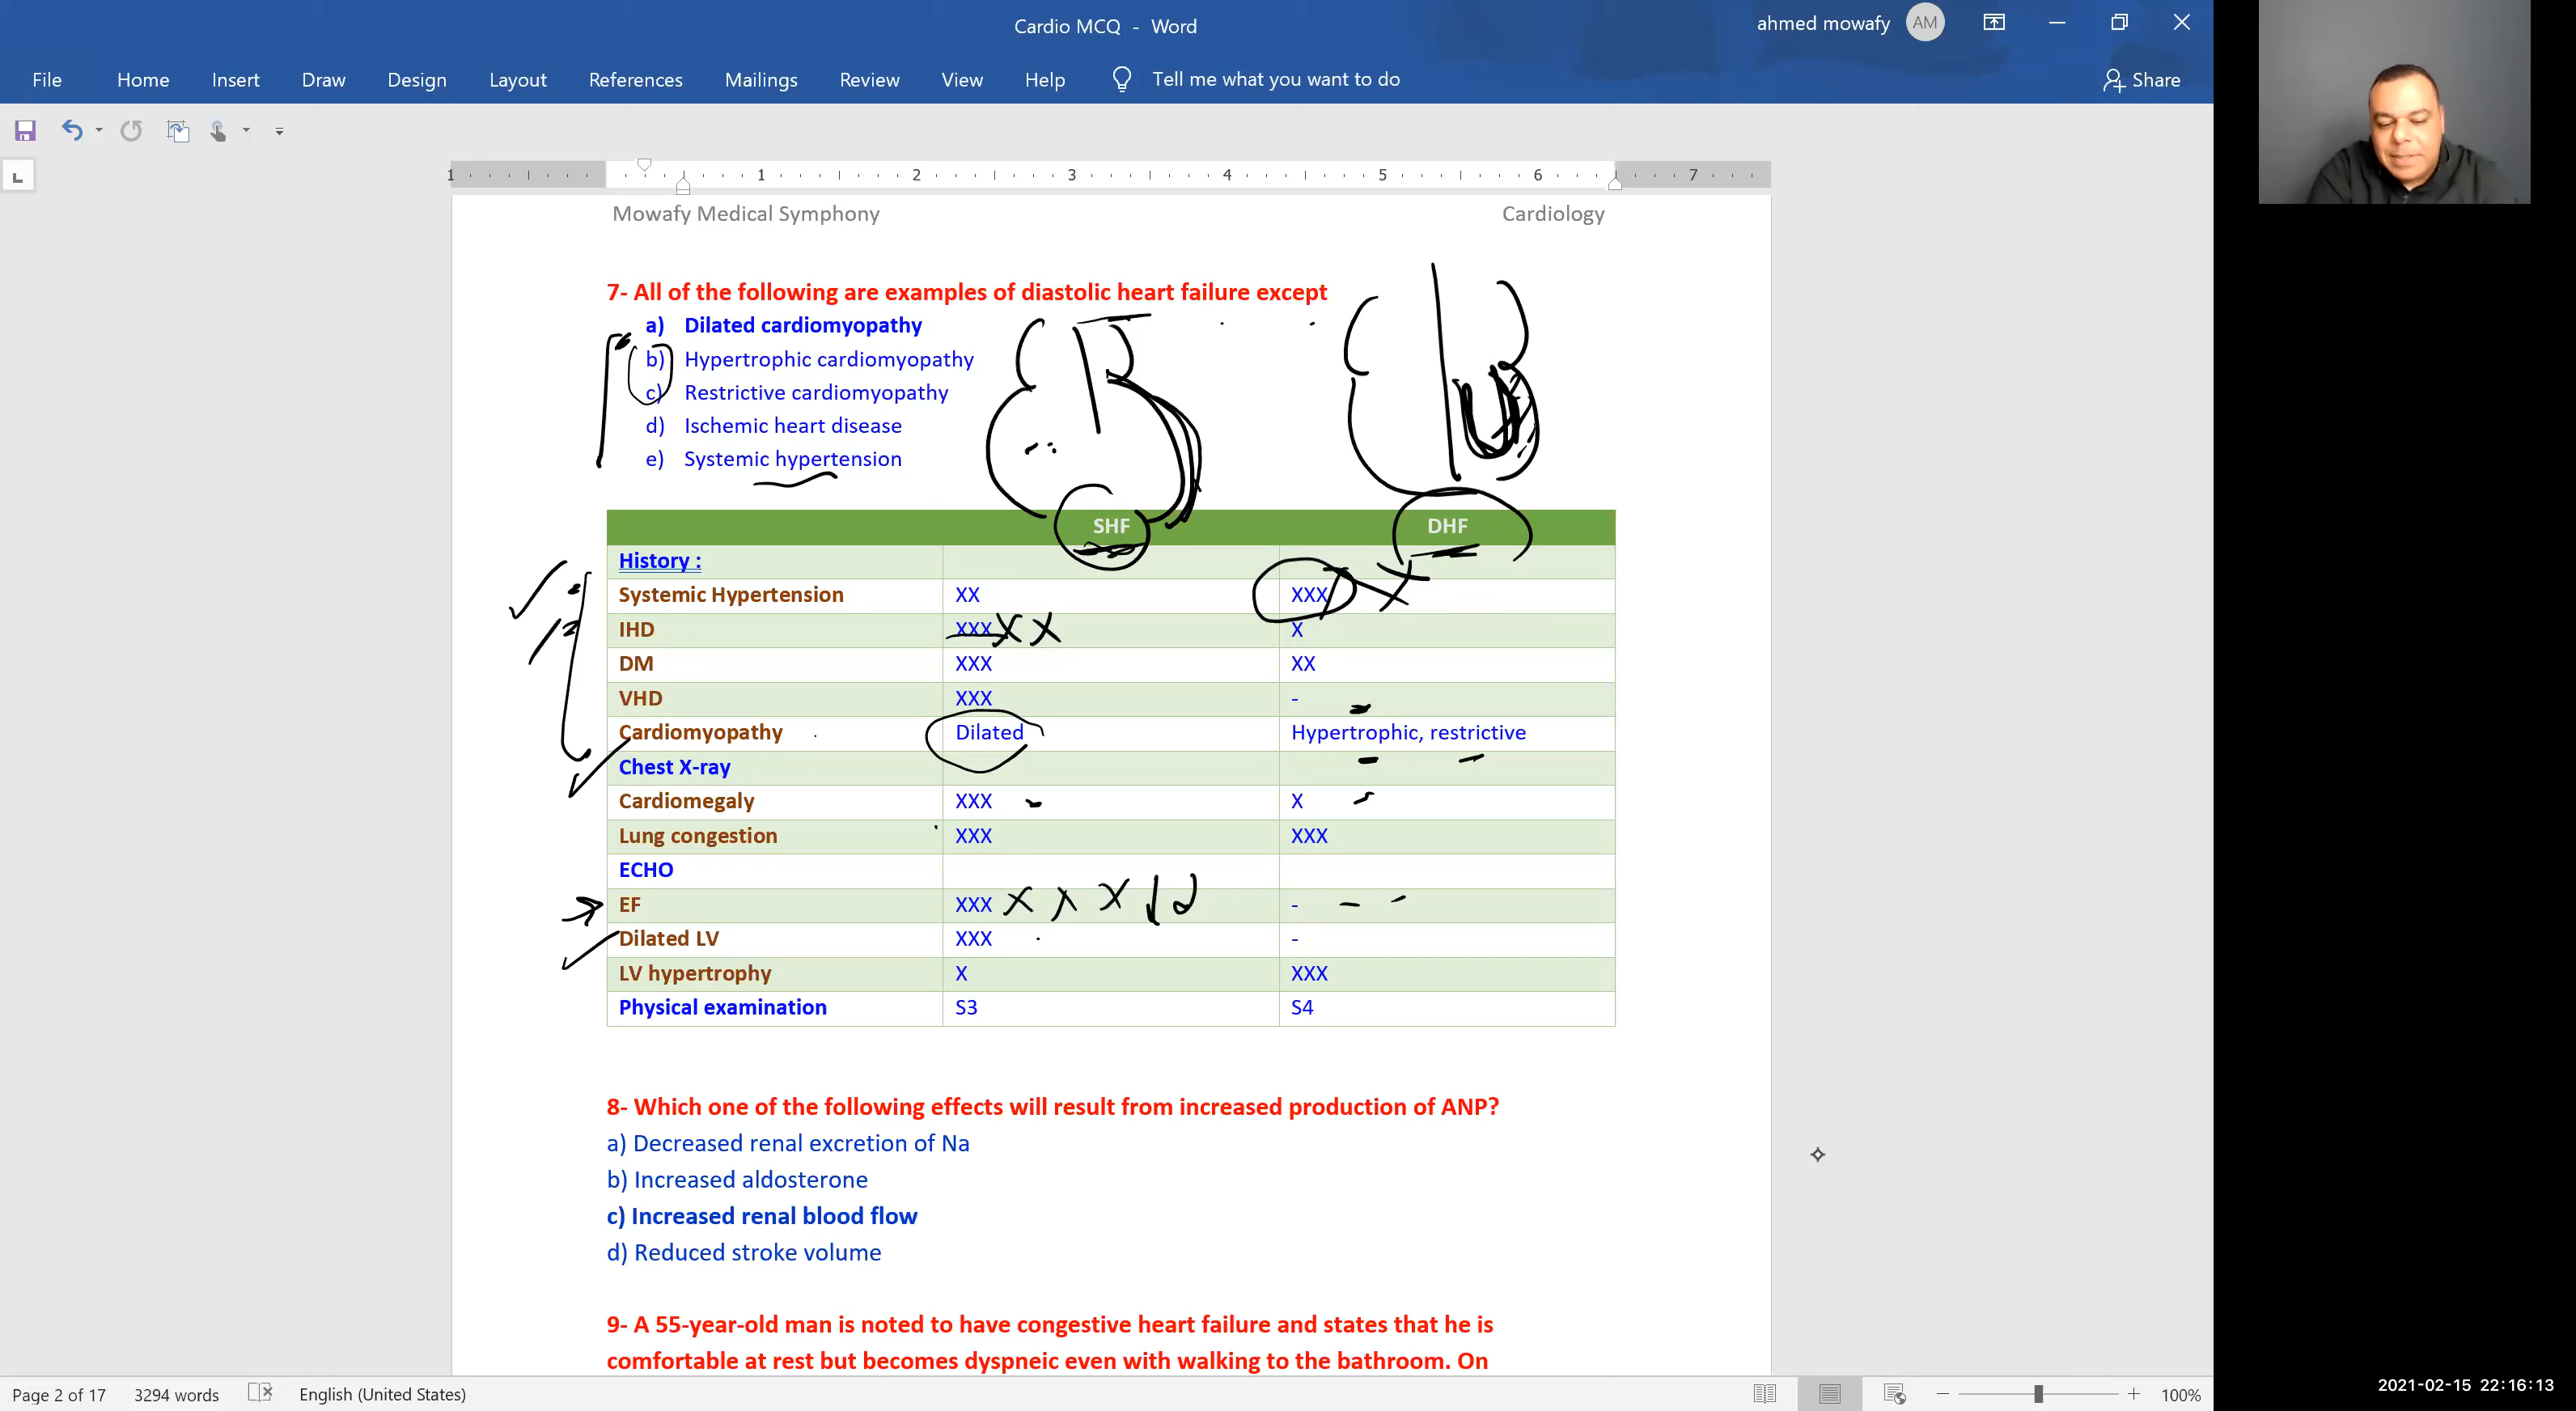 Cardio MCQ - Word
ahmed mowafy AM
File Home Insert Draw Design Layout References Mailings Review View Help Tell me what you want to do Share
1 1 2 3 4 5 6 7
Mowafy Medical Symphony Cardiology
7- All of the following are examples of diastolic heart failure except
a) Dilated cardiomyopathy
b) Hypertrophic cardiomyopathy
c) Restrictive cardiomyopathy
d) Ischemic heart disease
e) Systemic hypertension
SHF DHF
History :
Systemic Hypertension XX XXX X
IHD XXX X X X
DM XXX XX
VHD XXX -
Cardiomyopathy Dilated Hypertrophic, restrictive
Chest X-ray
Cardiomegaly XXX X
Lung congestion XXX XXX
ECHO
EF XXX X X X - - -
Dilated LV XXX -
LV hypertrophy X XXX
Physical examination S3 S4
8- Which one of the following effects will result from increased production of ANP?
a) Decreased renal excretion of Na
b) Increased aldosterone
c) Increased renal blood flow
d) Reduced stroke volume
9- A 55-year-old man is noted to have congestive heart failure and states that he is
comfortable at rest but becomes dyspneic even with walking to the bathroom. On
Page 2 of 17 3294 words English (United States) 100%
2021-02-15 22:16:13